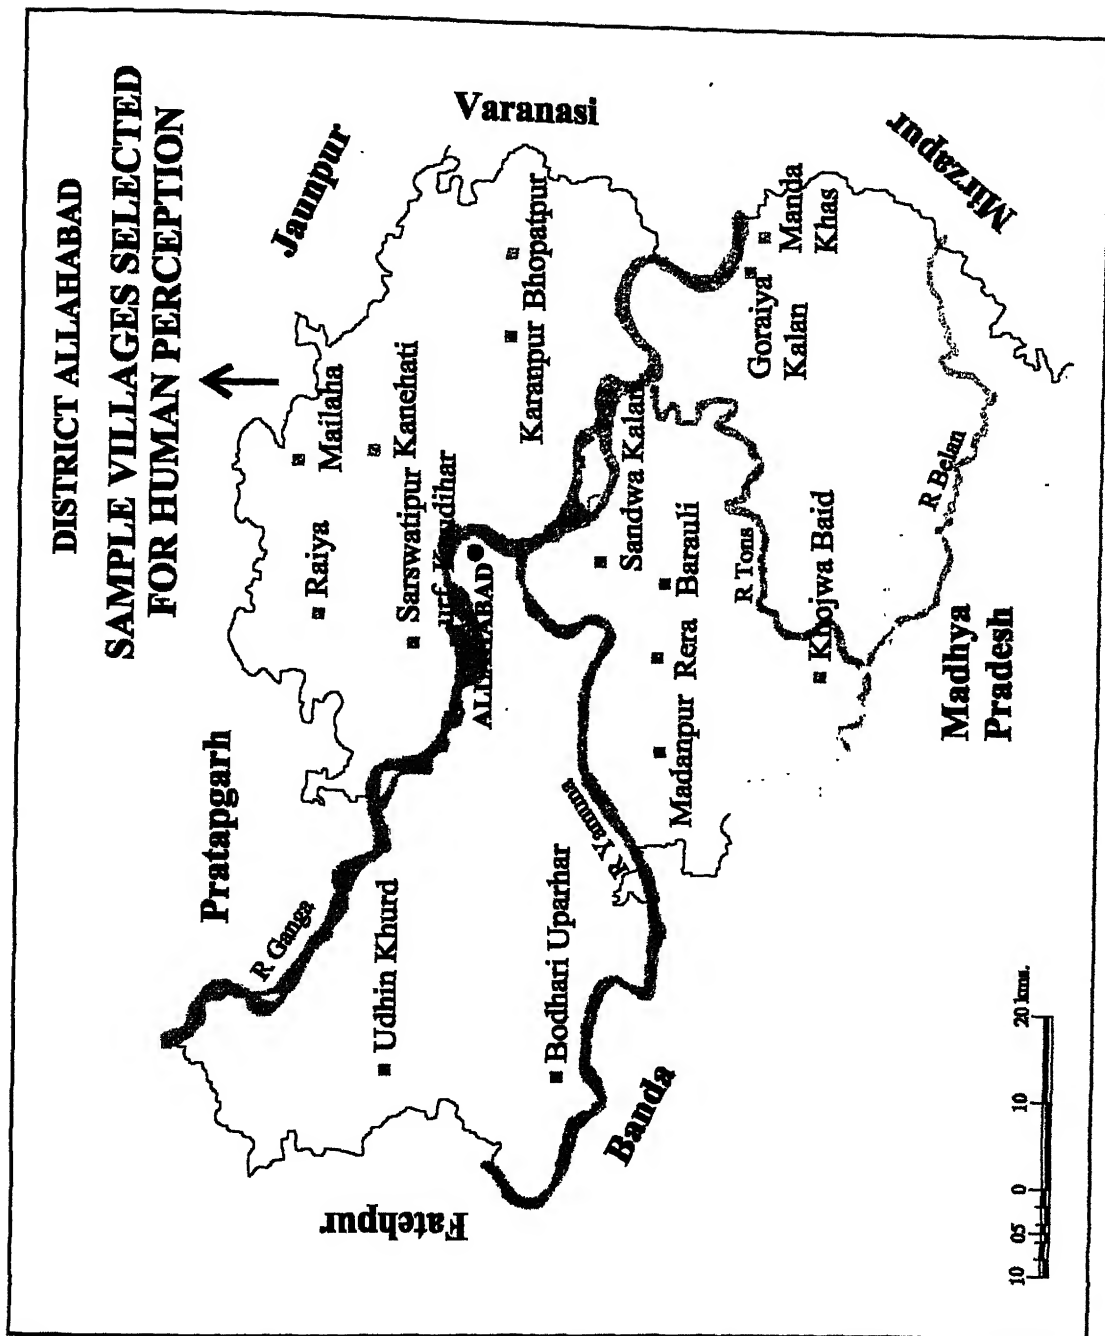 DISTRICT ALLAHABAD
SAMPLE VILLAGES SELECTED
FOR HUMAN PERCEPTION
Jaunpur
Varanasi
Mirzapur
Pratapgarh
Fatehpur
Banda
Madhya
Pradesh
R Ganga
R Yamuna
R Tons
R Belan
Mailaha
Raiya
Kanehati
Sarswatipur
urf Kaudihar
ALLAHABAD
Karanpur
Bhopatpur
Udhin Khurd
Bodhari Uparhar
Sandwa Kalan
Barauli
Rera
Madanpur
Goraiya
Kalan
Manda
Khas
Khojwa Baid
10 05 0 10 20 kms.